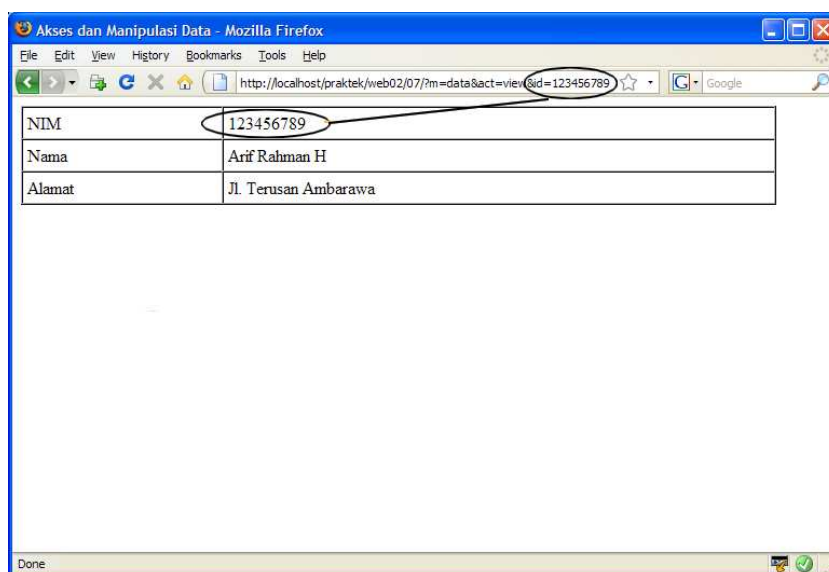 Akses dan Manipulasi Data - Mozilla Firefox
File Edit View History Bookmarks Tools Help
http://localhost/praktek/web02/07/?m=data&act=view&id=123456789 G Google
NIM 123456789
Nama Arif Rahman H
Alamat Jl. Terusan Ambarawa
Done